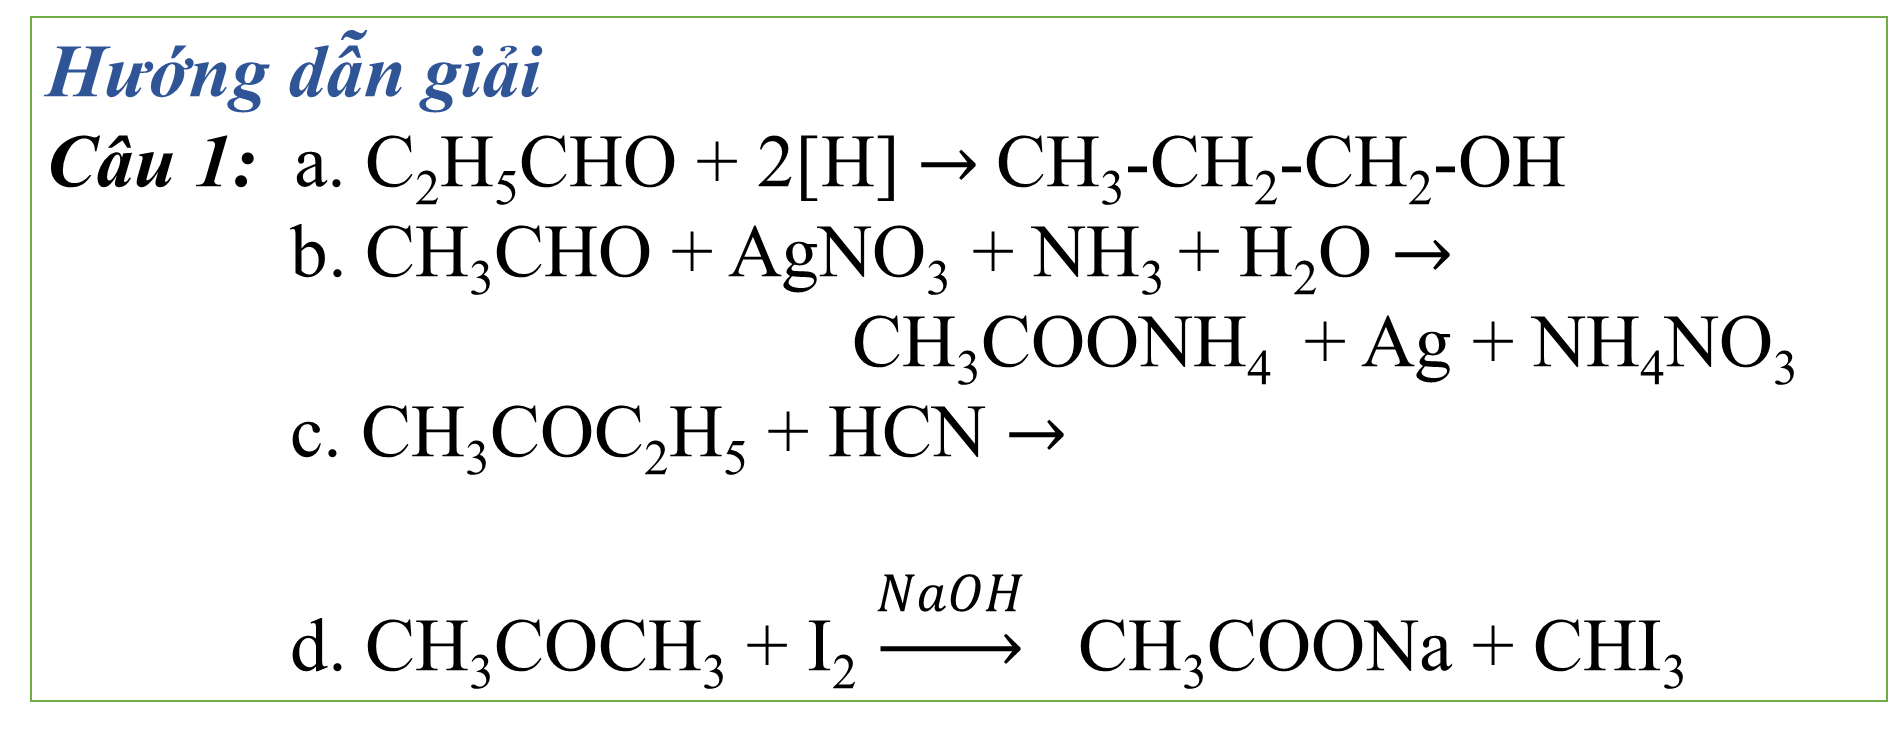 Hướng dẫn giải
Câu 1: a. C₂H₅CHO + 2[H] → CH₃-CH₂-CH₂-OH
b. CH₃CHO + AgNO₃ + NH₃ + H₂O →
CH₃COONH₄ + Ag + NH₄NO₃
c. CH₃COC₂H₅ + HCN →
NaOH
d. CH₃COCH₃ + I₂ ⟶ CH₃COONa + CHI₃